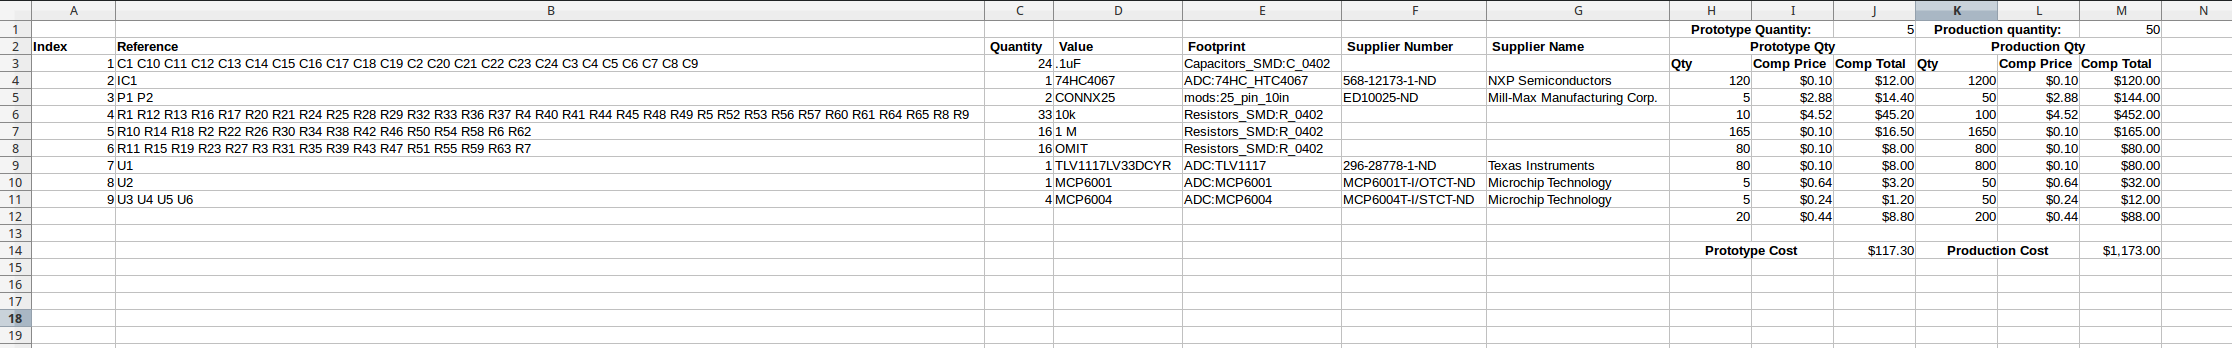 A B C D E F G H I J K L M N
1 Prototype Quantity: 5 Production quantity: 50
2 Index Reference Quantity Value Footprint Supplier Number Supplier Name Prototype Qty Production Qty
3 1 C1 C10 C11 C12 C13 C14 C15 C16 C17 C18 C19 C2 C20 C21 C22 C23 C24 C3 C4 C5 C6 C7 C8 C9 24 .1uF Capacitors_SMD:C_0402 Qty Comp Price Comp Total Qty Comp Price Comp Total
4 2 IC1 1 74HC4067 ADC:74HC_HTC4067 568-12173-1-ND NXP Semiconductors 120 $0.10 $12.00 1200 $0.10 $120.00
5 3 P1 P2 2 CONNX25 mods:25_pin_10in ED10025-ND Mill-Max Manufacturing Corp. 5 $2.88 $14.40 50 $2.88 $144.00
6 4 R1 R12 R13 R16 R17 R20 R21 R24 R25 R28 R29 R32 R33 R36 R37 R4 R40 R41 R44 R45 R48 R49 R5 R52 R53 R56 R57 R60 R61 R64 R65 R8 R9 33 10k Resistors_SMD:R_0402 10 $4.52 $45.20 100 $4.52 $452.00
7 5 R10 R14 R18 R2 R22 R26 R30 R34 R38 R42 R46 R50 R54 R58 R6 R62 16 1 M Resistors_SMD:R_0402 165 $0.10 $16.50 1650 $0.10 $165.00
8 6 R11 R15 R19 R23 R27 R3 R31 R35 R39 R43 R47 R51 R55 R59 R63 R7 16 OMIT Resistors_SMD:R_0402 80 $0.10 $8.00 800 $0.10 $80.00
9 7 U1 1 TLV1117LV33DCYR ADC:TLV1117 296-28778-1-ND Texas Instruments 80 $0.10 $8.00 800 $0.10 $80.00
10 8 U2 1 MCP6001 ADC:MCP6001 MCP6001T-I/OTCT-ND Microchip Technology 5 $0.64 $3.20 50 $0.64 $32.00
11 9 U3 U4 U5 U6 4 MCP6004 ADC:MCP6004 MCP6004T-I/STCT-ND Microchip Technology 5 $0.24 $1.20 50 $0.24 $12.00
12 20 $0.44 $8.80 200 $0.44 $88.00
13
14 Prototype Cost $117.30 Production Cost $1,173.00
15
16
17
18
19